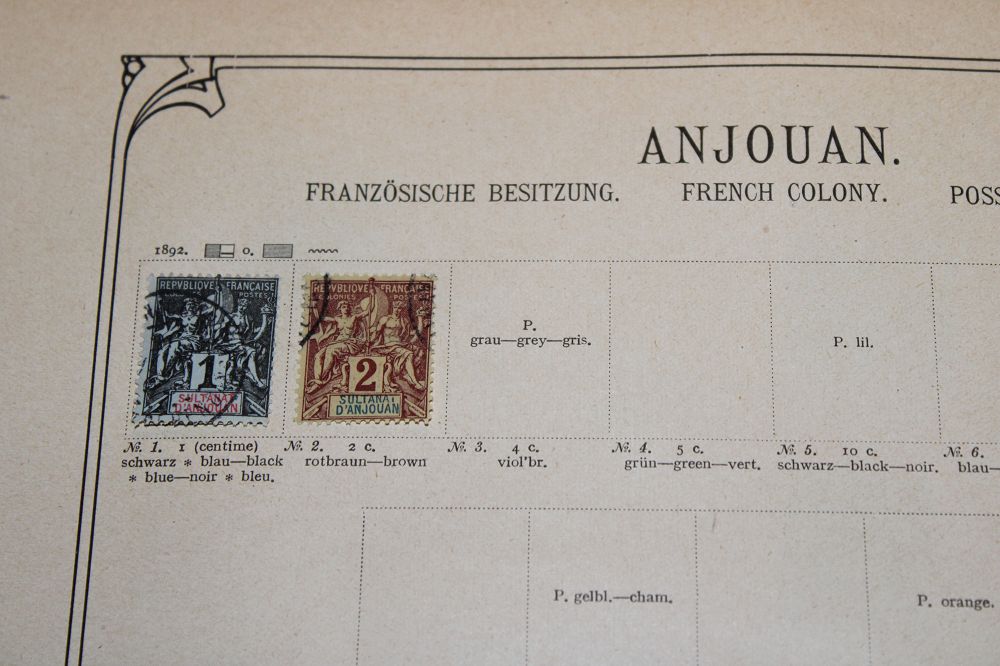 ANJOUAN.
FRANZÖSISCHE BESITZUNG. FRENCH COLONY. POSS
1892. o.
REPVBLIQVE FRANÇAISE
POSTES
1
SULTANAT
D'ANJOUAN
REPVBLIQVE FRANÇAISE
COLONIES POSTES
2
SULTANAT
D'ANJOUAN
P.
grau—grey—gris.
P. lil.
No. 1. 1 (centime) No. 2. 2 c. No. 3. 4 c. No. 4. 5 c. No. 5. 10 c. No. 6.
schwarz * blau—black rotbraun—brown viol'br. grün—green—vert. schwarz—black—noir. blau—
* blue—noir * bleu.
P. gelbl.—cham. P. orange.